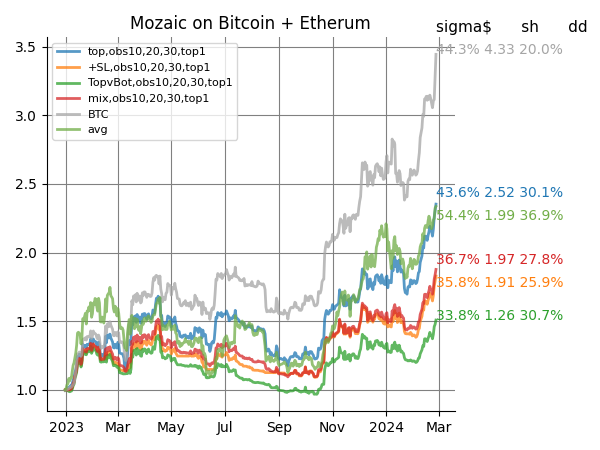 Mozaic on Bitcoin + Etherum
sigma$ sh dd
top,obs10,20,30,top1
+SL,obs10,20,30,top1
TopvBot,obs10,20,30,top1
mix,obs10,20,30,top1
BTC
avg
44.3% 4.33 20.0%
43.6% 2.52 30.1%
54.4% 1.99 36.9%
36.7% 1.97 27.8%
35.8% 1.91 25.9%
33.8% 1.26 30.7%
3.5
3.0
2.5
2.0
1.5
1.0
2023 Mar May Jul Sep Nov 2024 Mar